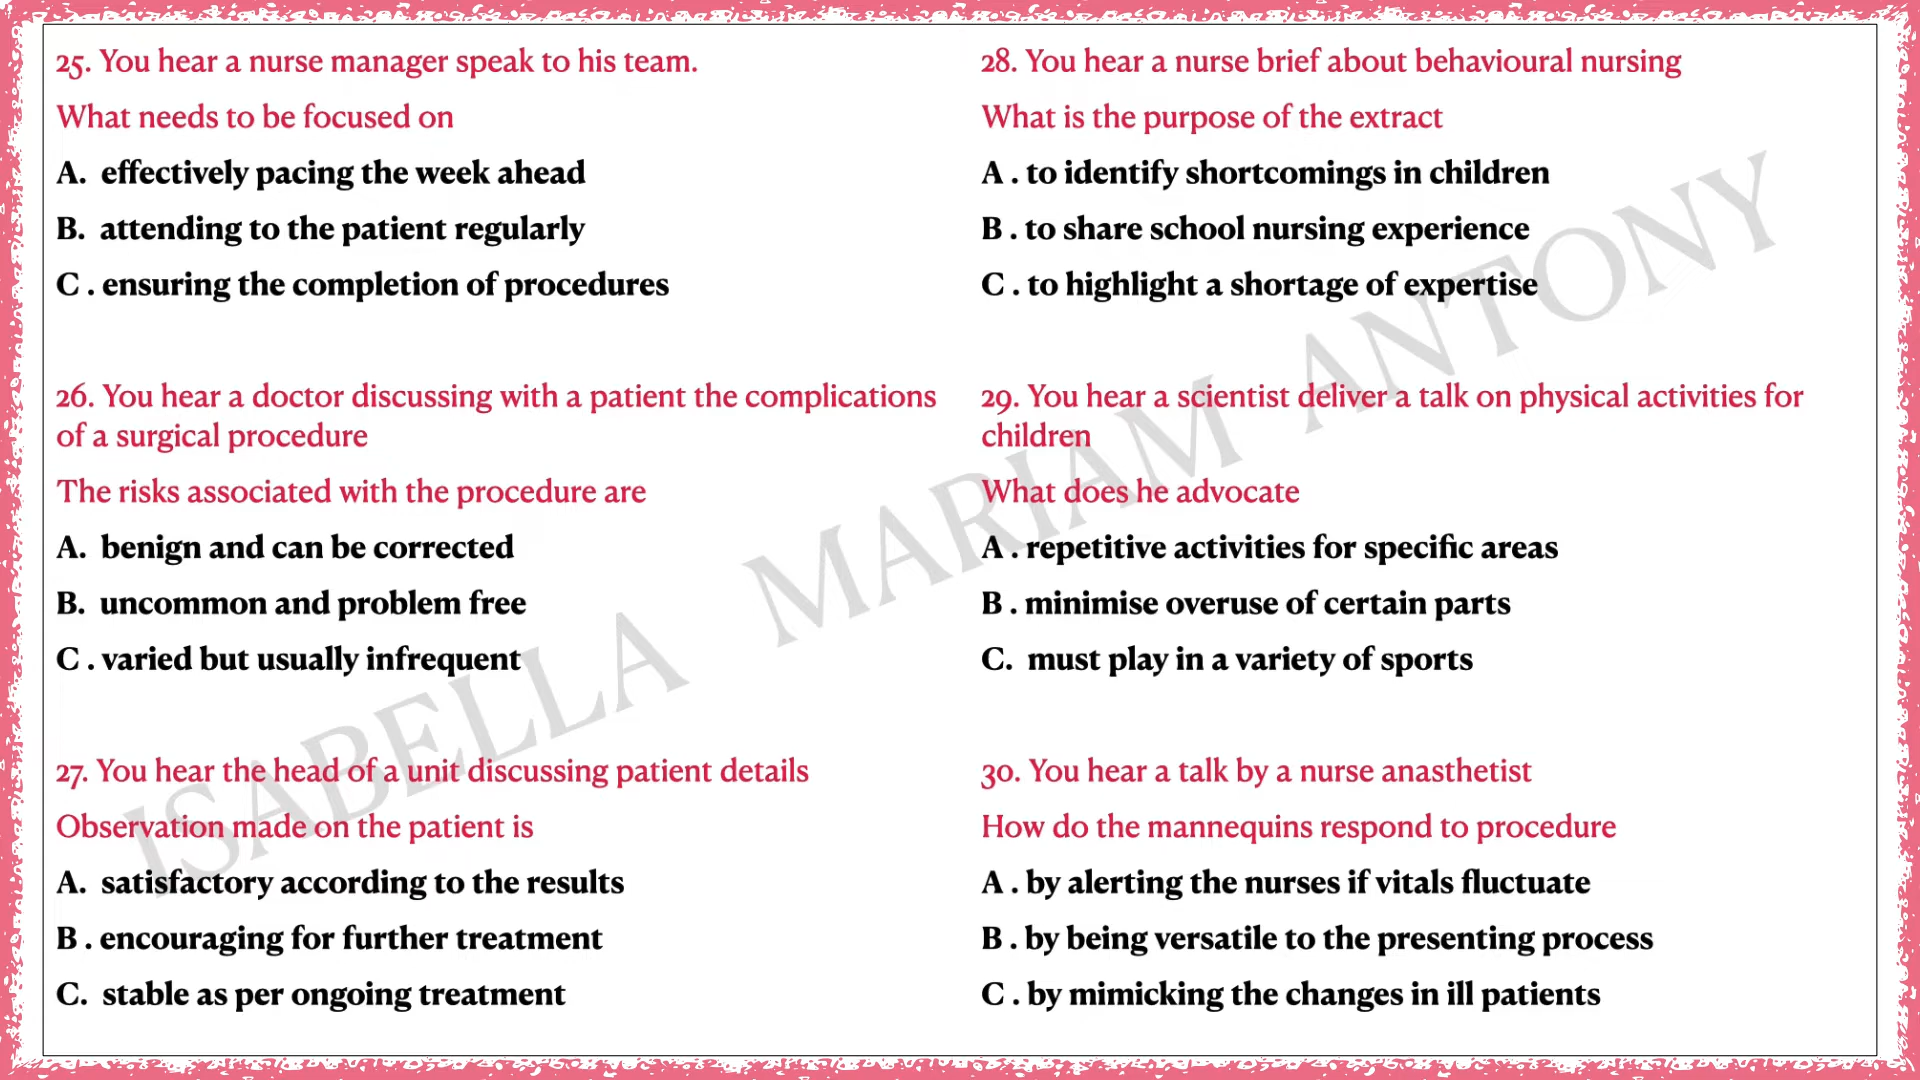 25. You hear a nurse manager speak to his team.
What needs to be focused on
A. effectively pacing the week ahead
B. attending to the patient regularly
C . ensuring the completion of procedures
26. You hear a doctor discussing with a patient the complications
of a surgical procedure
The risks associated with the procedure are
A. benign and can be corrected
B. uncommon and problem free
C . varied but usually infrequent
27. You hear the head of a unit discussing patient details
Observation made on the patient is
A. satisfactory according to the results
B . encouraging for further treatment
C. stable as per ongoing treatment
28. You hear a nurse brief about behavioural nursing
What is the purpose of the extract
A . to identify shortcomings in children
B . to share school nursing experience
C . to highlight a shortage of expertise
29. You hear a scientist deliver a talk on physical activities for
children
What does he advocate
A . repetitive activities for specific areas
B . minimise overuse of certain parts
C. must play in a variety of sports
30. You hear a talk by a nurse anasthetist
How do the mannequins respond to procedure
A . by alerting the nurses if vitals fluctuate
B . by being versatile to the presenting process
C . by mimicking the changes in ill patients
ISABELLA MARIAM ANTONY